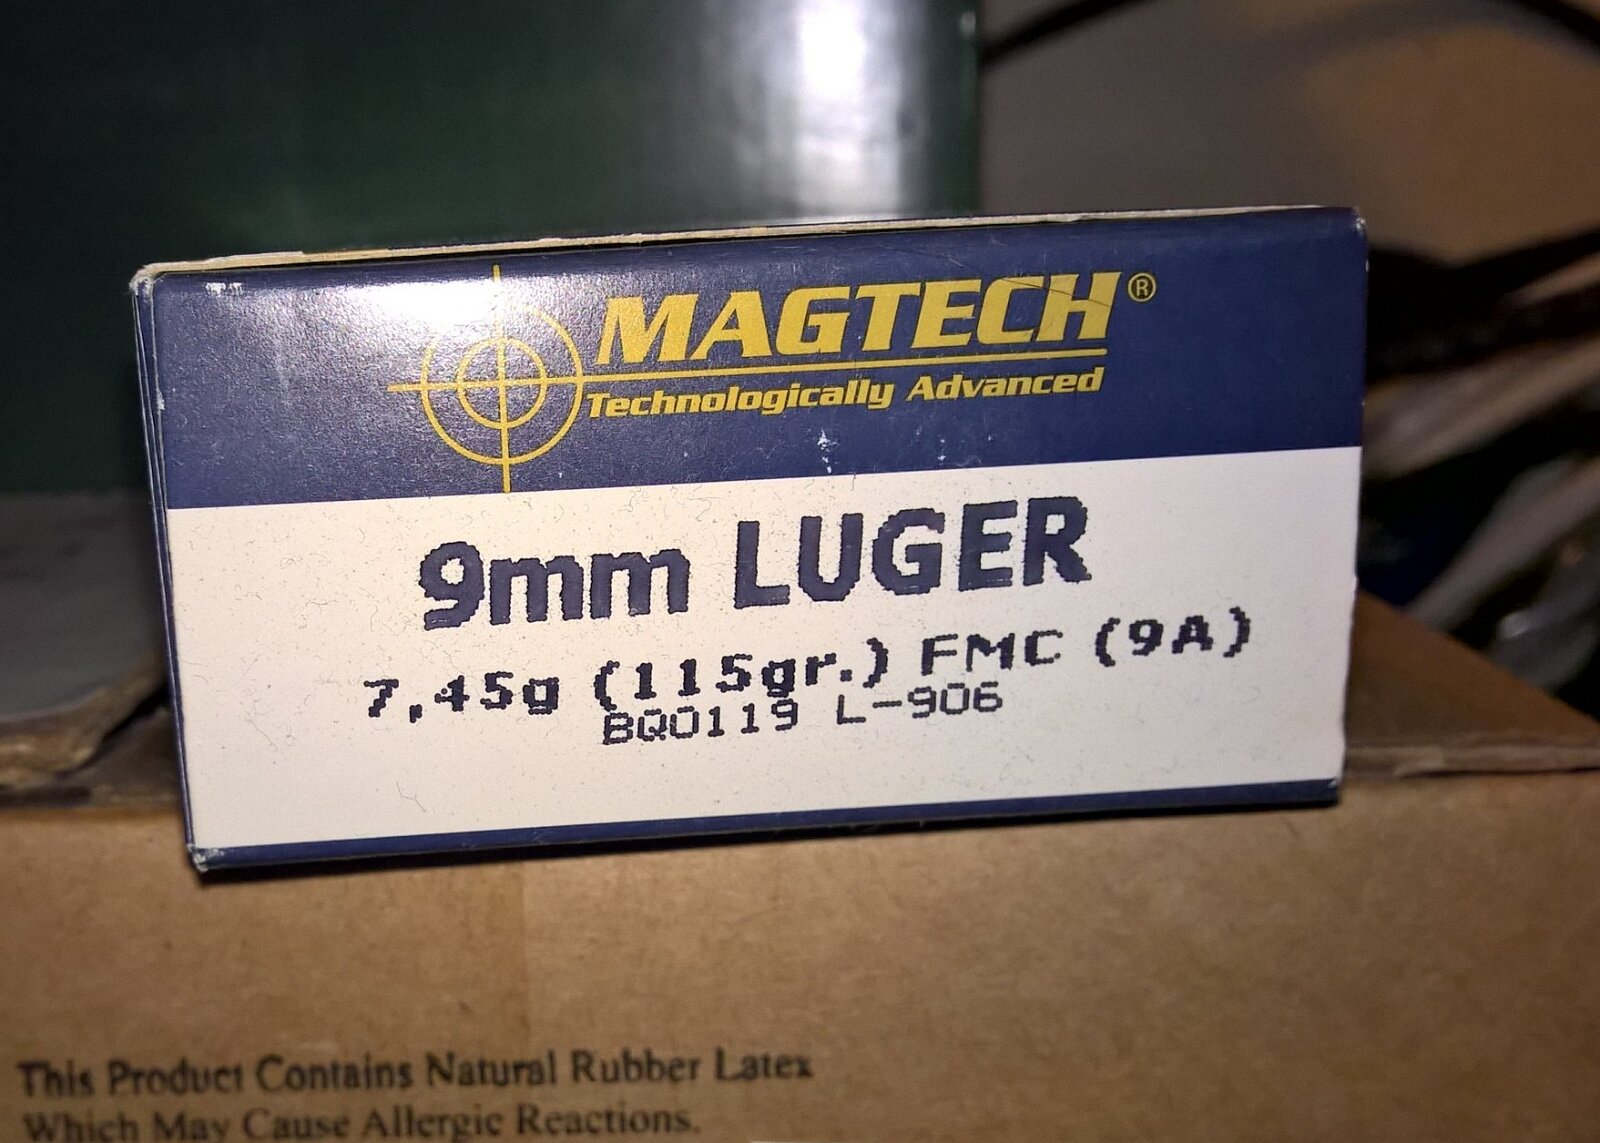 MAGTECH®
Technologically Advanced
9mm LUGER
7,45g (115gr.) FMC (9A)
BQ0119 L-906
This Product Contains Natural Rubber Latex
Which May Cause Allergic Reactions.